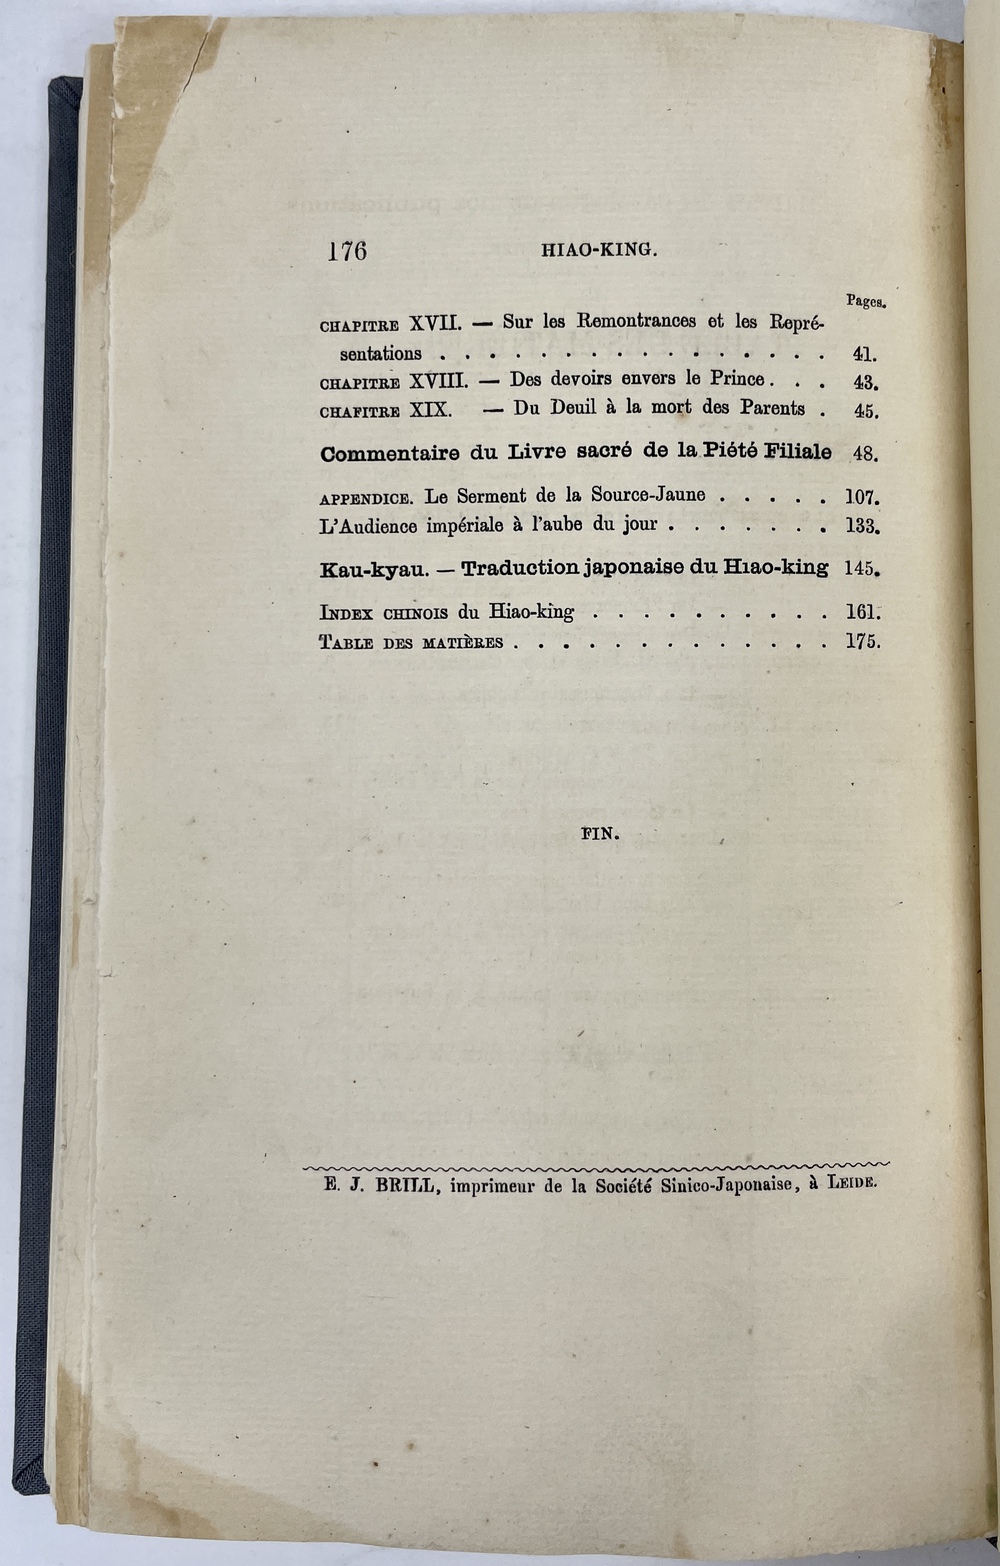 176 HIAO-KING.
Pages.
CHAPITRE XVII. — Sur les Remontrances et les Repré-
sentations . . . . . . . . . . . . . . . . 41.
CHAPITRE XVIII. — Des devoirs envers le Prince . . . 43.
CHAPITRE XIX. — Du Deuil à la mort des Parents . 45.
Commentaire du Livre sacré de la Piété Filiale 48.
APPENDICE. Le Serment de la Source-Jaune . . . . . 107.
L'Audience impériale à l'aube du jour . . . . . . . 133.
Kau-kyau. — Traduction japonaise du Hiao-king 145.
INDEX CHINOIS du Hiao-king . . . . . . . . . . 161.
TABLE DES MATIÈRES . . . . . . . . . . . . . 175.
FIN.
E. J. BRILL, imprimeur de la Société Sinico-Japonaise, à LEIDE.